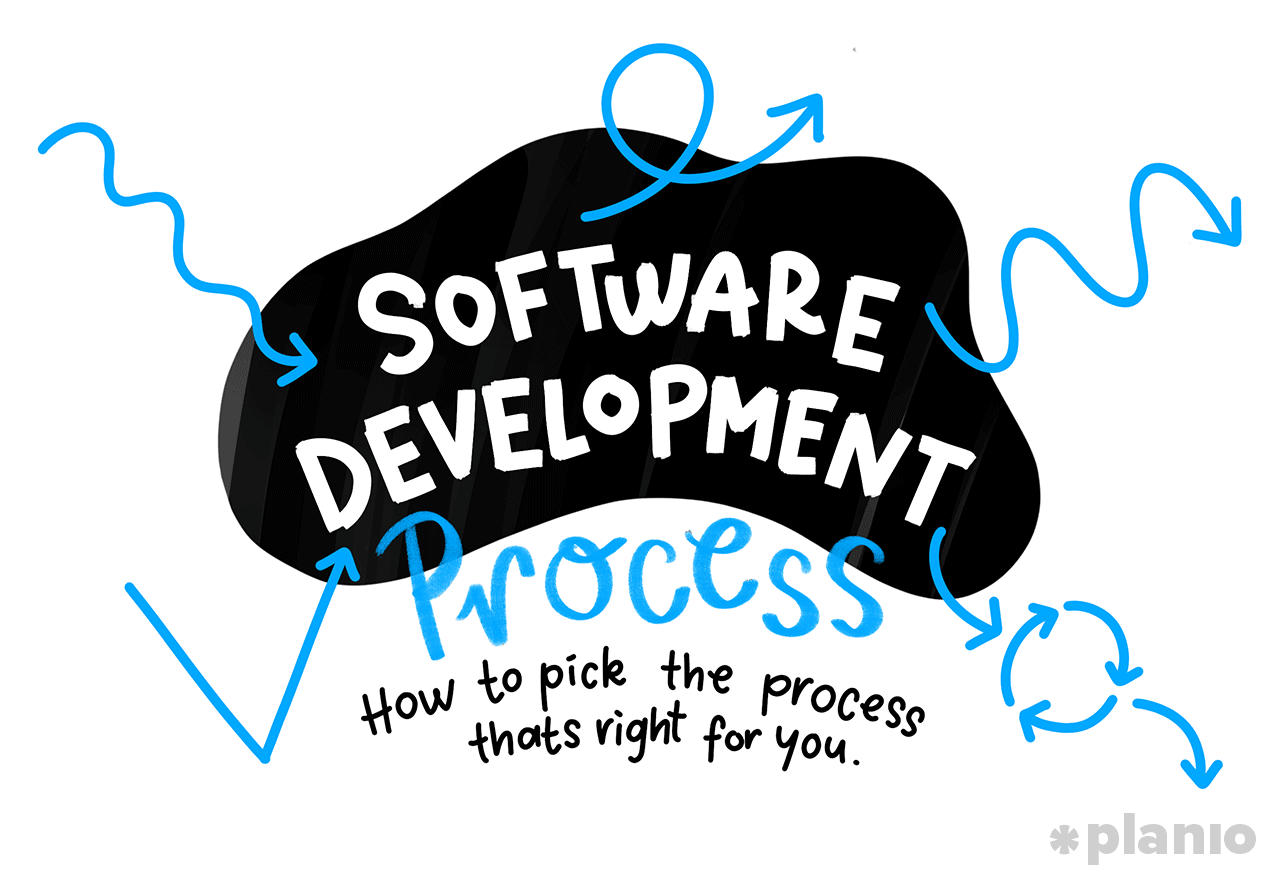 SOFTWARE
DEVELOPMENT
Process
How to pick the process
thats right for you.
planio